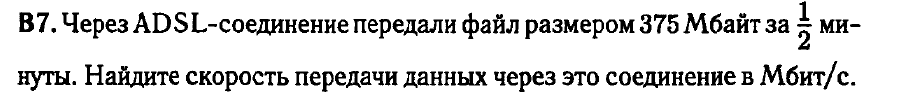 В7. Через ADSL-соединение передали файл размером 375 Мбайт за 1/2 ми-
нуты. Найдите скорость передачи данных через это соединение в Мбит/с.